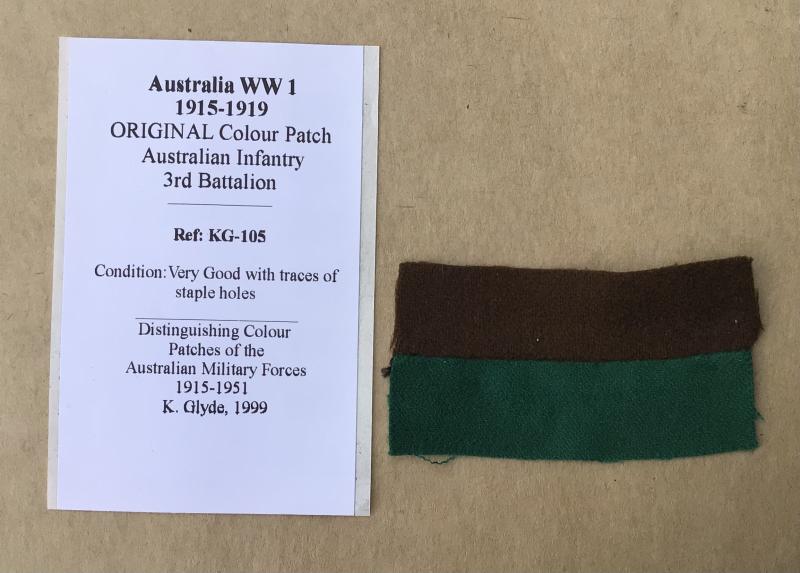 Australia WW 1
1915-1919
ORIGINAL Colour Patch
Australian Infantry
3rd Battalion
Ref: KG-105
Condition: Very Good with traces of
staple holes
Distinguishing Colour
Patches of the
Australian Military Forces
1915-1951
K. Glyde, 1999